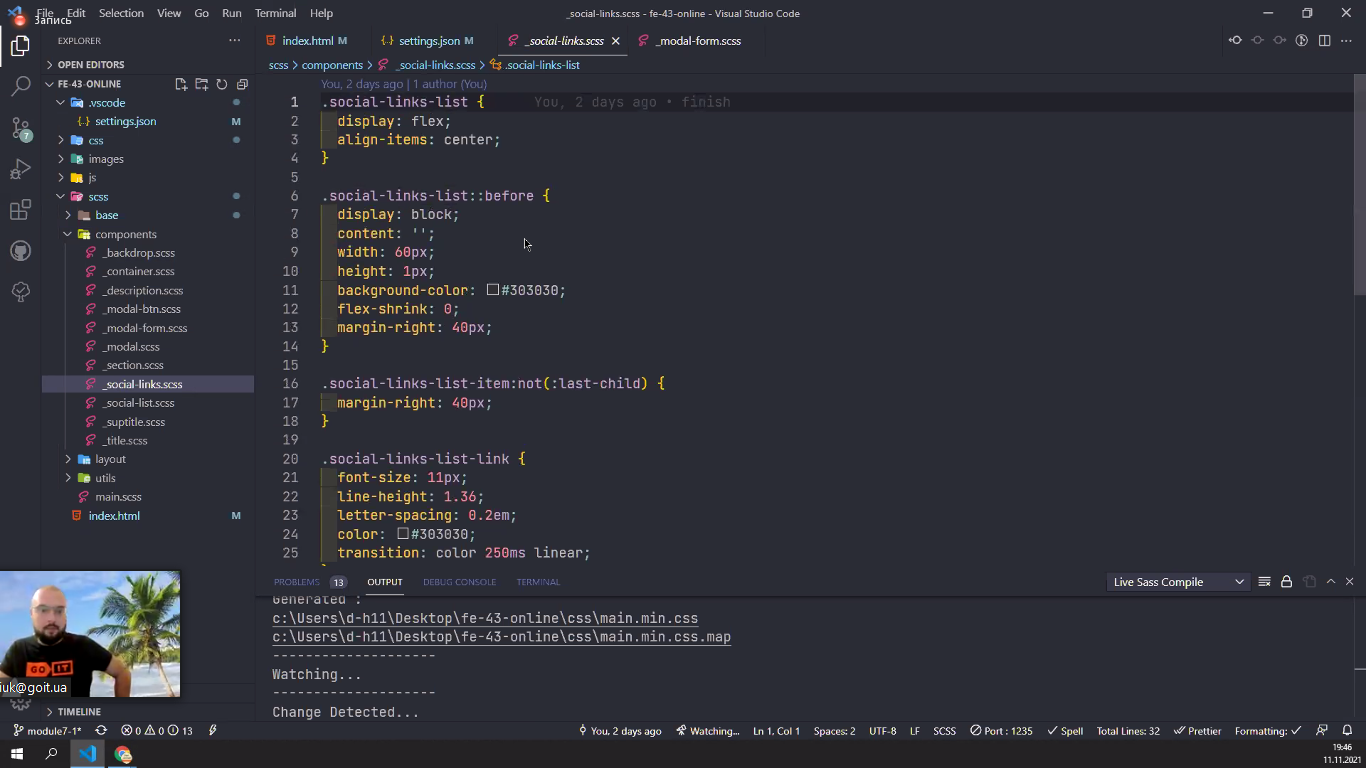 File Edit Selection View Go Run Terminal Help
_social-links.scss - fe-43-online - Visual Studio Code
Запись
EXPLORER
OPEN EDITORS
FE-43-ONLINE
.vscode
settings.json M
css
images
js
scss
base
components
_backdrop.scss
_container.scss
_description.scss
_modal-btn.scss
_modal-form.scss
_modal.scss
_section.scss
_social-links.scss
_social-list.scss
_suptitle.scss
_title.scss
layout
utils
main.scss
index.html M
TIMELINE
7
index.html M settings.json M _social-links.scss _modal-form.scss
scss > components > _social-links.scss > .social-links-list
You, 2 days ago | 1 author (You)
1 .social-links-list { You, 2 days ago • finish
2 display: flex;
3 align-items: center;
4 }
5
6 .social-links-list::before {
7 display: block;
8 content: '';
9 width: 60px;
10 height: 1px;
11 background-color: #303030;
12 flex-shrink: 0;
13 margin-right: 40px;
14 }
15
16 .social-links-list-item:not(:last-child) {
17 margin-right: 40px;
18 }
19
20 .social-links-list-link {
21 font-size: 11px;
22 line-height: 1.36;
23 letter-spacing: 0.2em;
24 color: #303030;
25 transition: color 250ms linear;
PROBLEMS 13 OUTPUT DEBUG CONSOLE TERMINAL
Live Sass Compile
Generated :
c:\Users\d-h11\Desktop\fe-43-online\css\main.min.css
c:\Users\d-h11\Desktop\fe-43-online\css\main.min.css.map
-------------------
Watching...
-------------------
Change Detected...
GO IT
iuk@goit.ua
module7-1* 0 0 13
You, 2 days ago Watching... Ln 1, Col 1 Spaces: 2 UTF-8 LF SCSS Port : 1235 Spell Total Lines: 32 Prettier Formatting:
19:46
11.11.2021